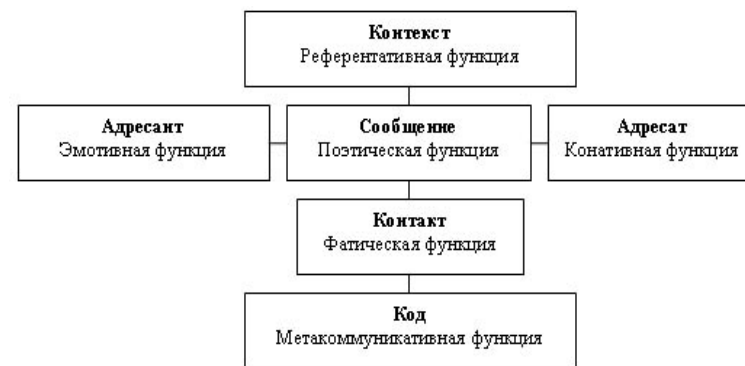 Контекст
Референтативная функция
Адресант
Эмотивная функция
Сообщение
Поэтическая функция
Адресат
Конативная функция
Контакт
Фатическая функция
Код
Метакоммуникативная функция